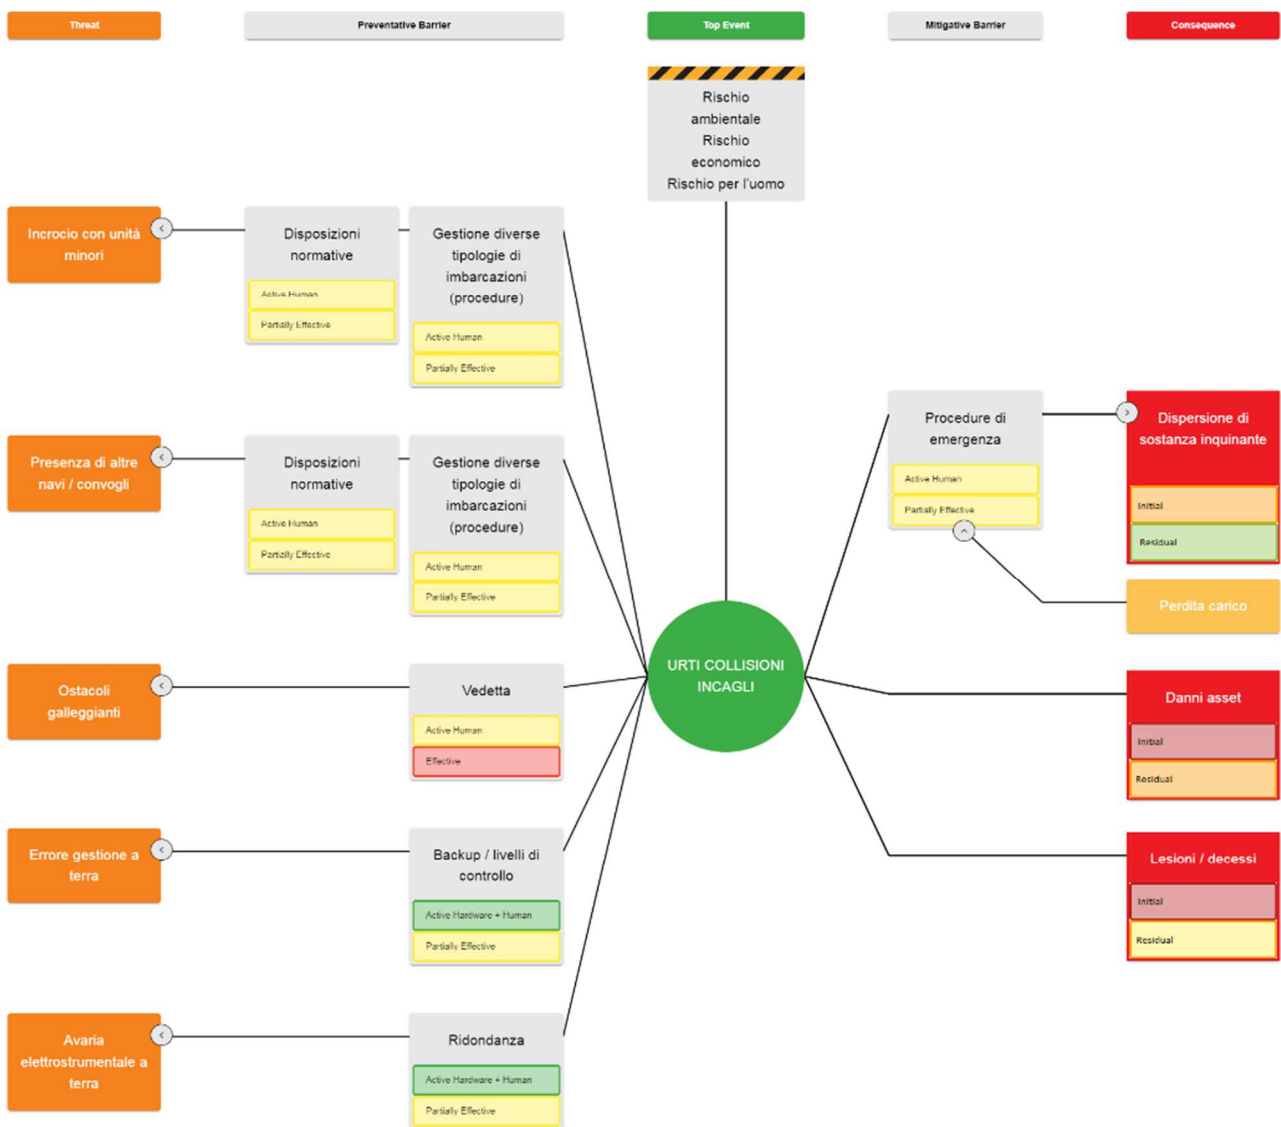 Threat
Preventative Barrier
Top Event
Mitigative Barrier
Consequence
Rischio
ambientale
Rischio
economico
Rischio per l'uomo
Incrocio con unità
minori
Disposizioni
normative
Active Human
Partially Effective
Gestione diverse
tipologie di
imbarcazioni
(procedure)
Active Human
Partially Effective
Presenza di altre
navi / convogli
Disposizioni
normative
Active Human
Partially Effective
Gestione diverse
tipologie di
imbarcazioni
(procedure)
Active Human
Partially Effective
Ostacoli
galleggianti
Vedetta
Active Human
Effective
Errore gestione a
terra
Backup / livelli di
controllo
Active Hardware + Human
Partially Effective
Avaria
elettrostrumentale a
terra
Ridondanza
Active Hardware + Human
Partially Effective
URTI COLLISIONI
INCAGLI
Procedure di
emergenza
Active Human
Partially Effective
Dispersione di
sostanza inquinante
Initial
Residual
Perdita carico
Danni asset
Initial
Residual
Lesioni / decessi
Initial
Residual